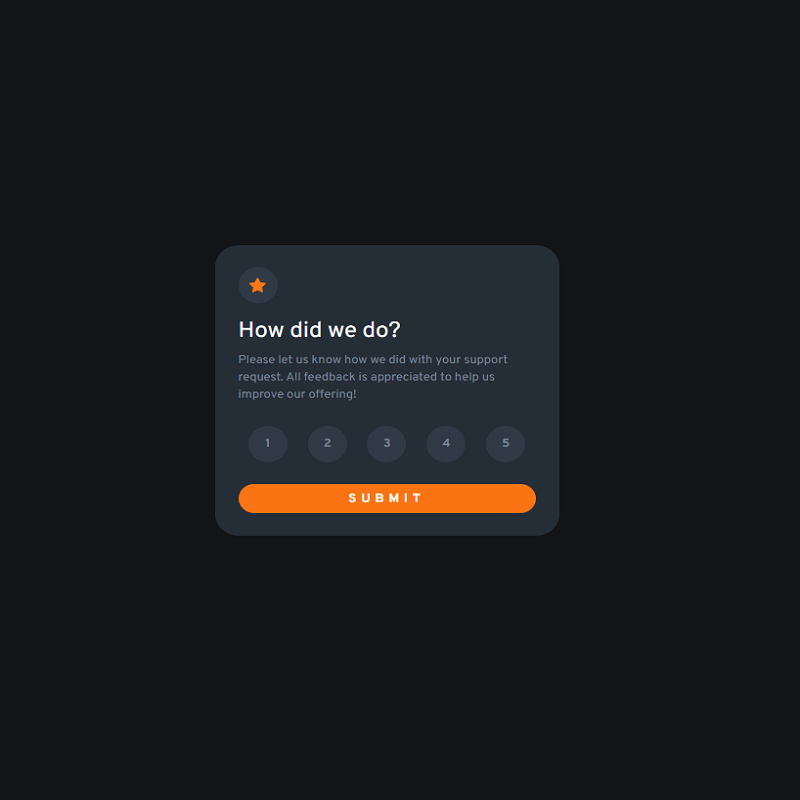 How did we do?
Please let us know how we did with your support
request. All feedback is appreciated to help us
improve our offering!
1 2 3 4 5
SUBMIT